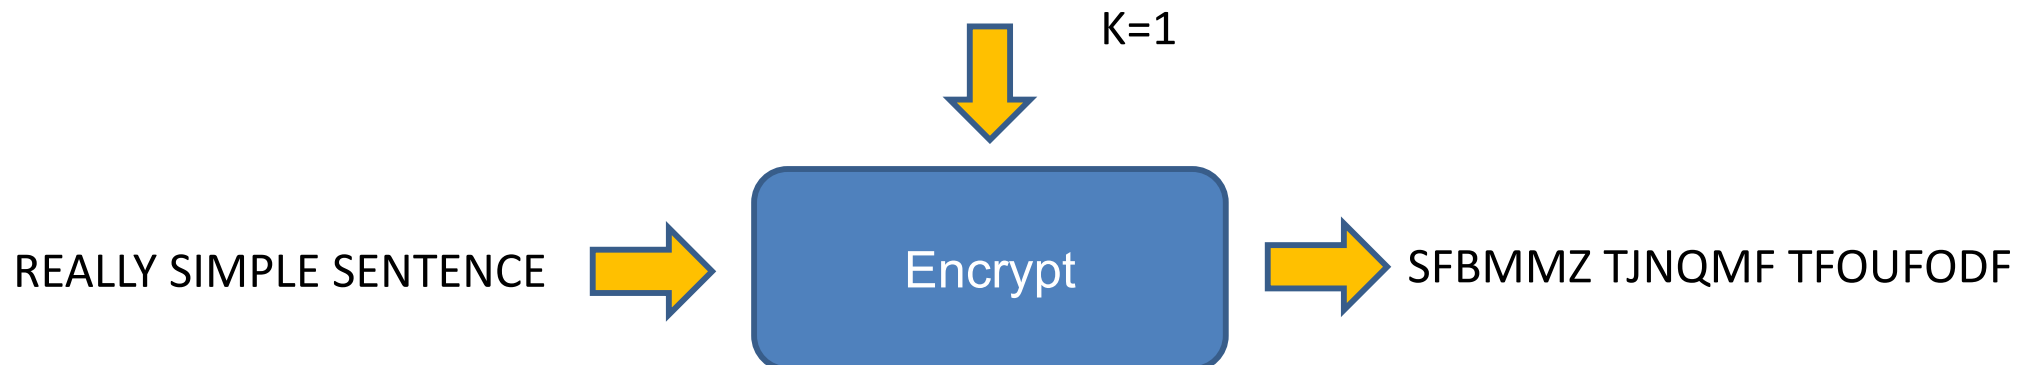 K=1
REALLY SIMPLE SENTENCE
Encrypt
SFBMMZ TJNQMF TFOUFODF